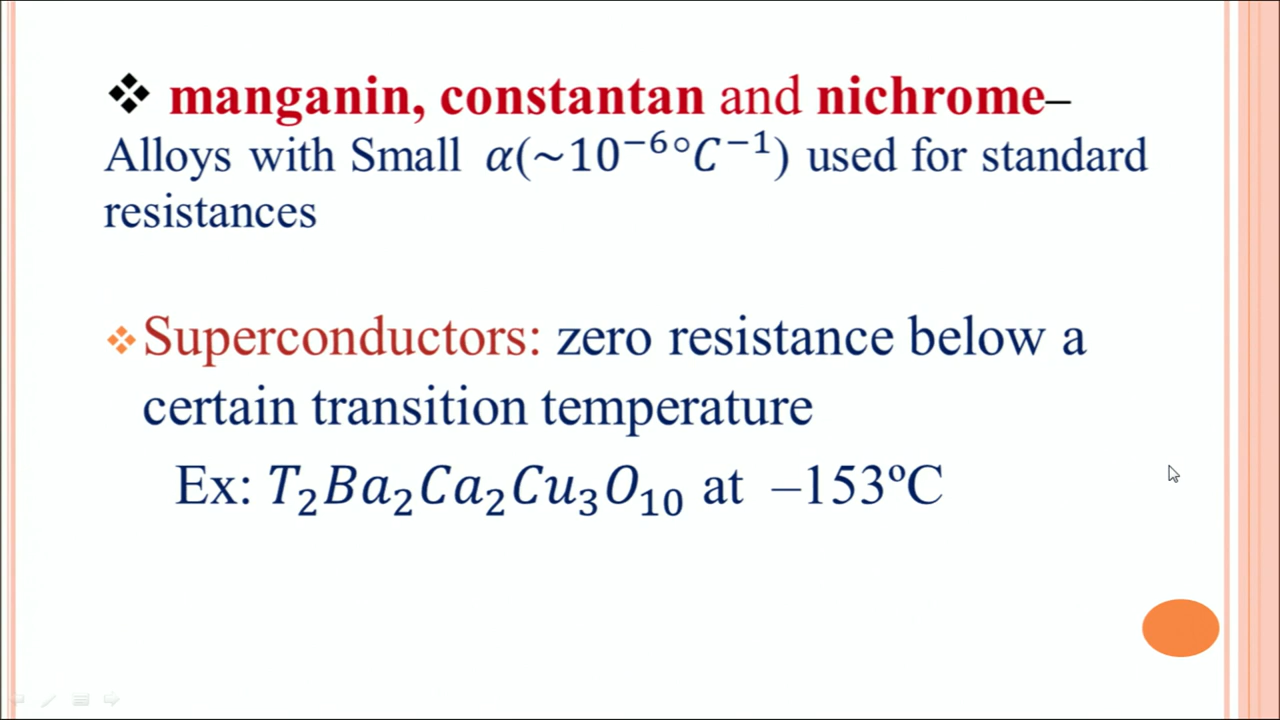 ❖ manganin, constantan and nichrome–
Alloys with Small α(~10⁻⁶°C⁻¹) used for standard
resistances
❖Superconductors: zero resistance below a
certain transition temperature
Ex: T₂Ba₂Ca₂Cu₃O₁₀ at –153ºC